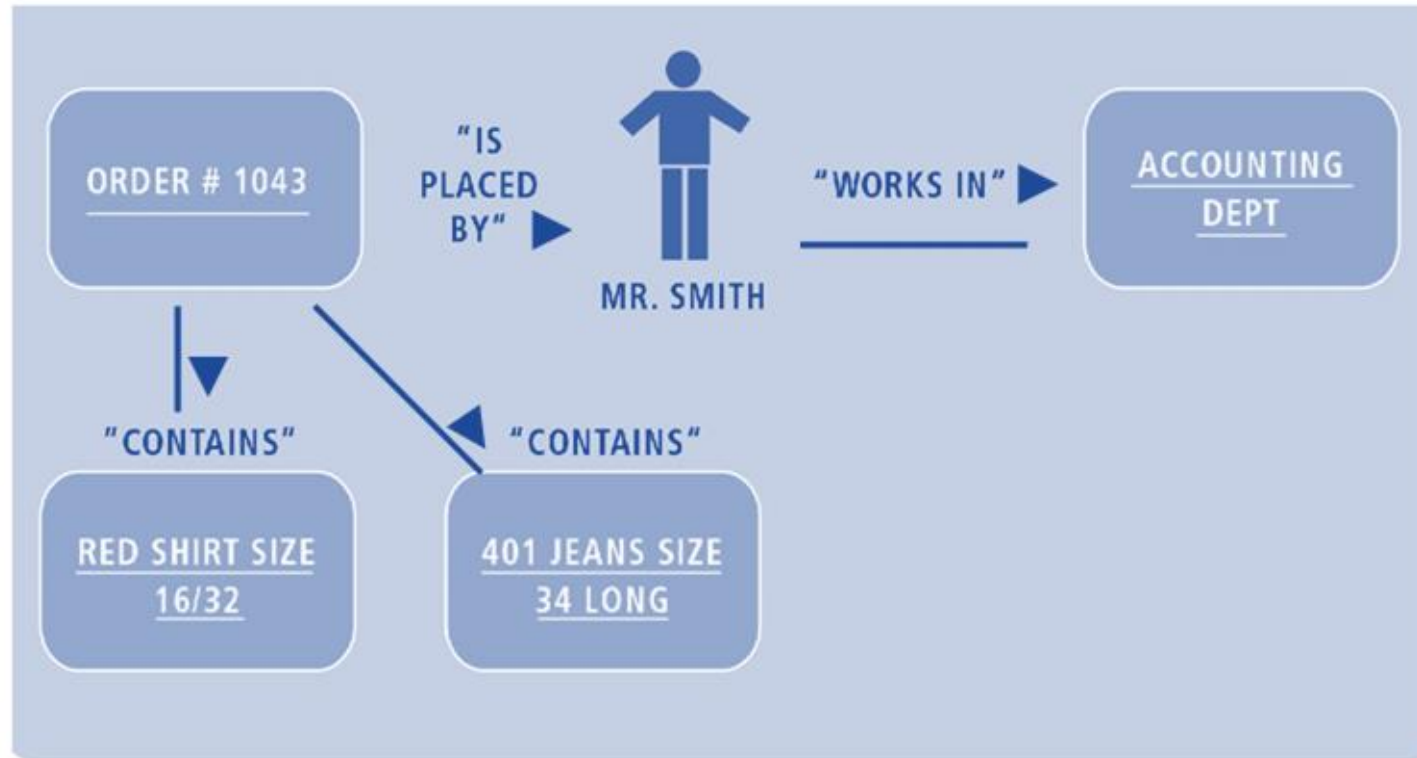 ORDER # 1043
"IS
PLACED
BY"
MR. SMITH
"WORKS IN"
ACCOUNTING
DEPT
"CONTAINS"
"CONTAINS"
RED SHIRT SIZE
16/32
401 JEANS SIZE
34 LONG